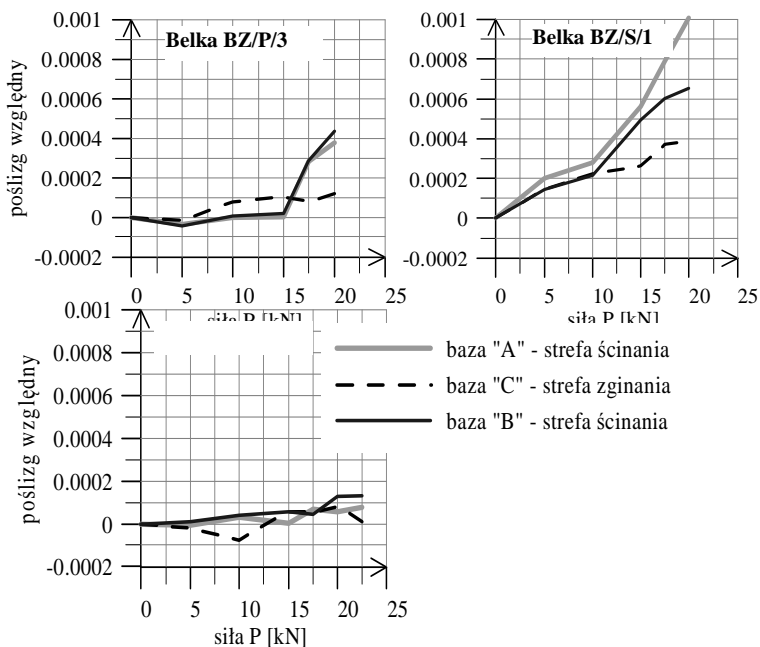 Belka BZ/P/3
0.001
0.0008
0.0006
0.0004
0.0002
0
-0.0002
poślizg względny
0 5 10 15 20 25
siła P [kN]
Belka BZ/S/1
0.001
0.0008
0.0006
0.0004
0.0002
0
-0.0002
0 5 10 15 20 25
siła P [kN]
0.001
0.0008
0.0006
0.0004
0.0002
0
-0.0002
poślizg względny
0 5 10 15 20 25
siła P [kN]
baza "A" - strefa ścinania
baza "C" - strefa zginania
baza "B" - strefa ścinania